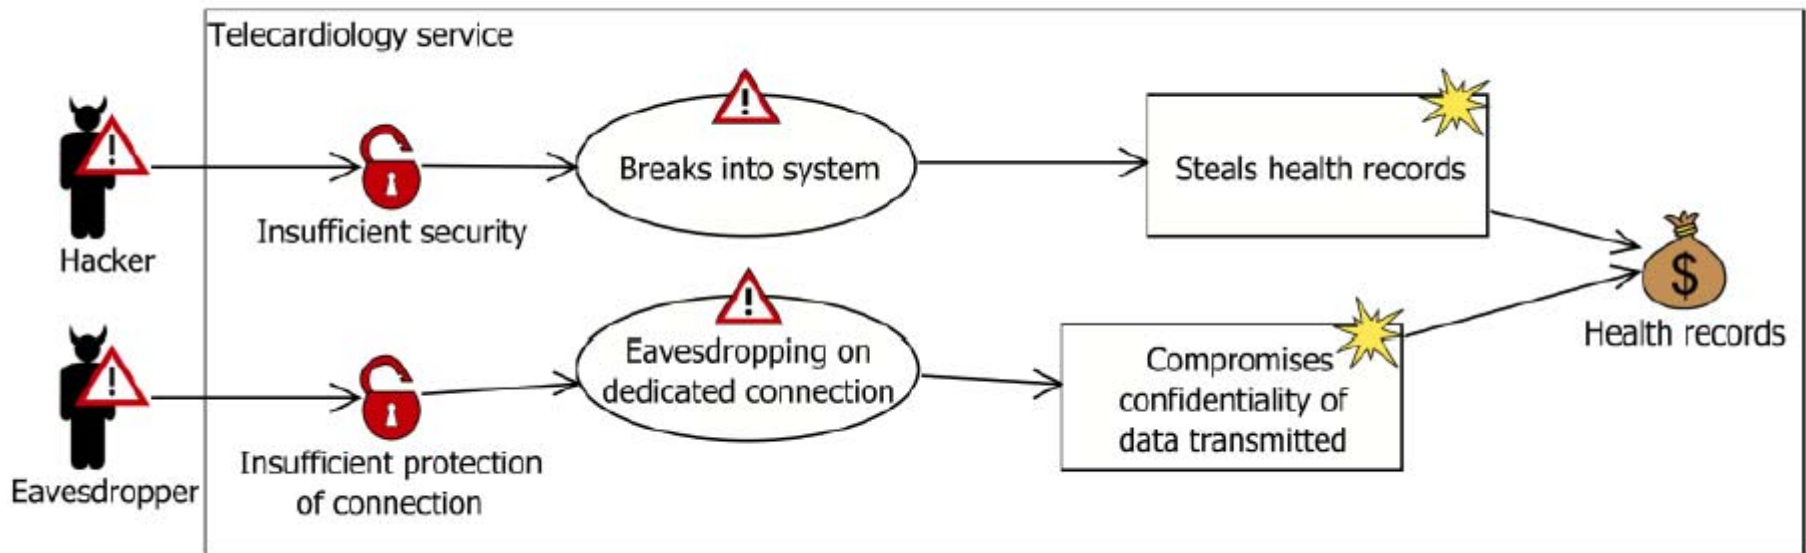 Telecardiology service
Breaks into system
Steals health records
Insufficient security
Hacker
Health records
Eavesdropping on
dedicated connection
Compromises
confidentiality of
data transmitted
Insufficient protection
of connection
Eavesdropper
$